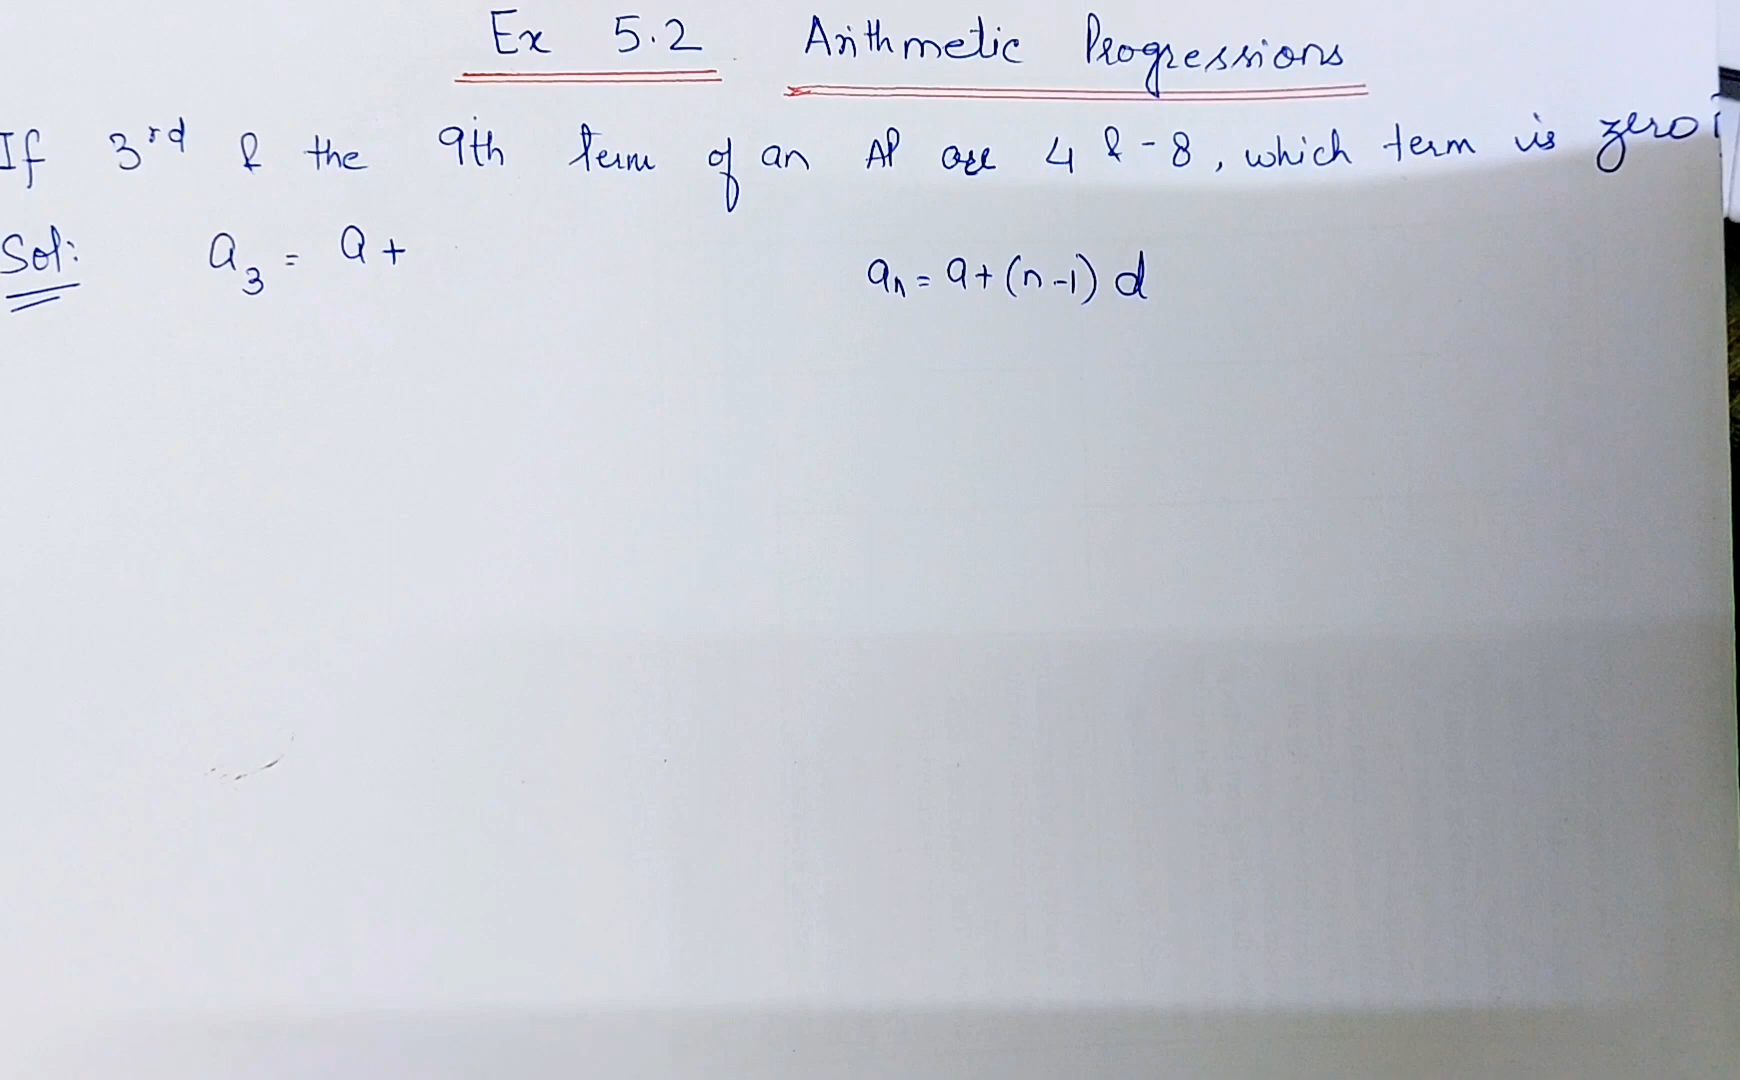 Ex 5.2 Arithmetic Progressions
If 3rd & the 9th term of an AP are 4 & -8, which term is zero?
Sol: a₃ = a +
aₙ = a + (n-1) d